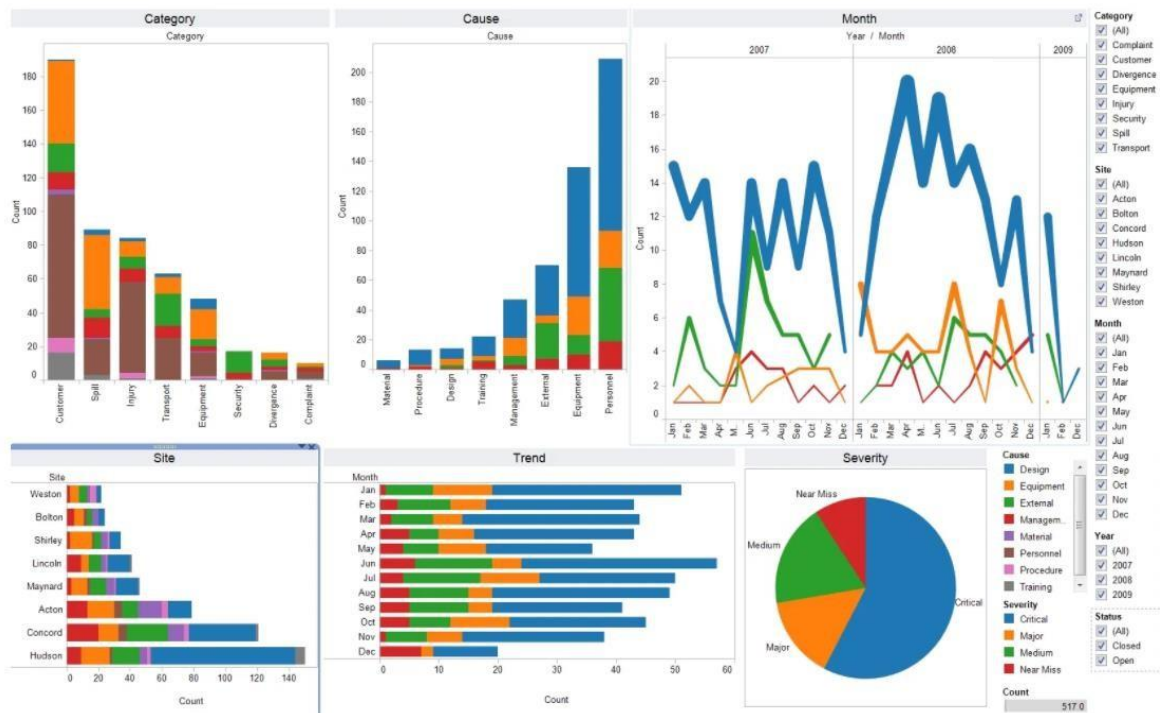 Category
Category
180
160
140
120
100
80
60
40
20
0
Count
Customer
Spill
Injury
Transport
Equipment
Security
Divergence
Complaint
Cause
Cause
200
180
160
140
120
100
80
60
40
20
0
Count
Material
Procedure
Design
Training
Management
External
Equipment
Personnel
Month
Year / Month
2007 2008 2009
20
18
16
14
12
10
8
6
4
2
0
Count
Jan Feb Mar Apr M.. Jun Jul Aug Sep Oct Nov Dec Jan Feb Mar Apr M.. Jun Jul Aug Sep Oct Nov Dec Jan Feb Dec
Category
(All)
Complaint
Customer
Divergence
Equipment
Injury
Security
Spill
Transport
Site
(All)
Acton
Bolton
Concord
Hudson
Lincoln
Maynard
Shirley
Weston
Month
(All)
Jan
Feb
Mar
Apr
May
Jun
Jul
Aug
Sep
Oct
Nov
Dec
Year
(All)
2007
2008
2009
Status
(All)
Closed
Open
Site
Site
Weston
Bolton
Shirley
Lincoln
Maynard
Acton
Concord
Hudson
0 20 40 60 80 100 120 140
Count
Trend
Month
Jan
Feb
Mar
Apr
May
Jun
Jul
Aug
Sep
Oct
Nov
Dec
0 10 20 30 40 50 60
Count
Severity
Near Miss
Medium
Critical
Major
Cause
Design
Equipment
External
Managem...
Material
Personnel
Procedure
Training
Severity
Critical
Major
Medium
Near Miss
Count
517 0